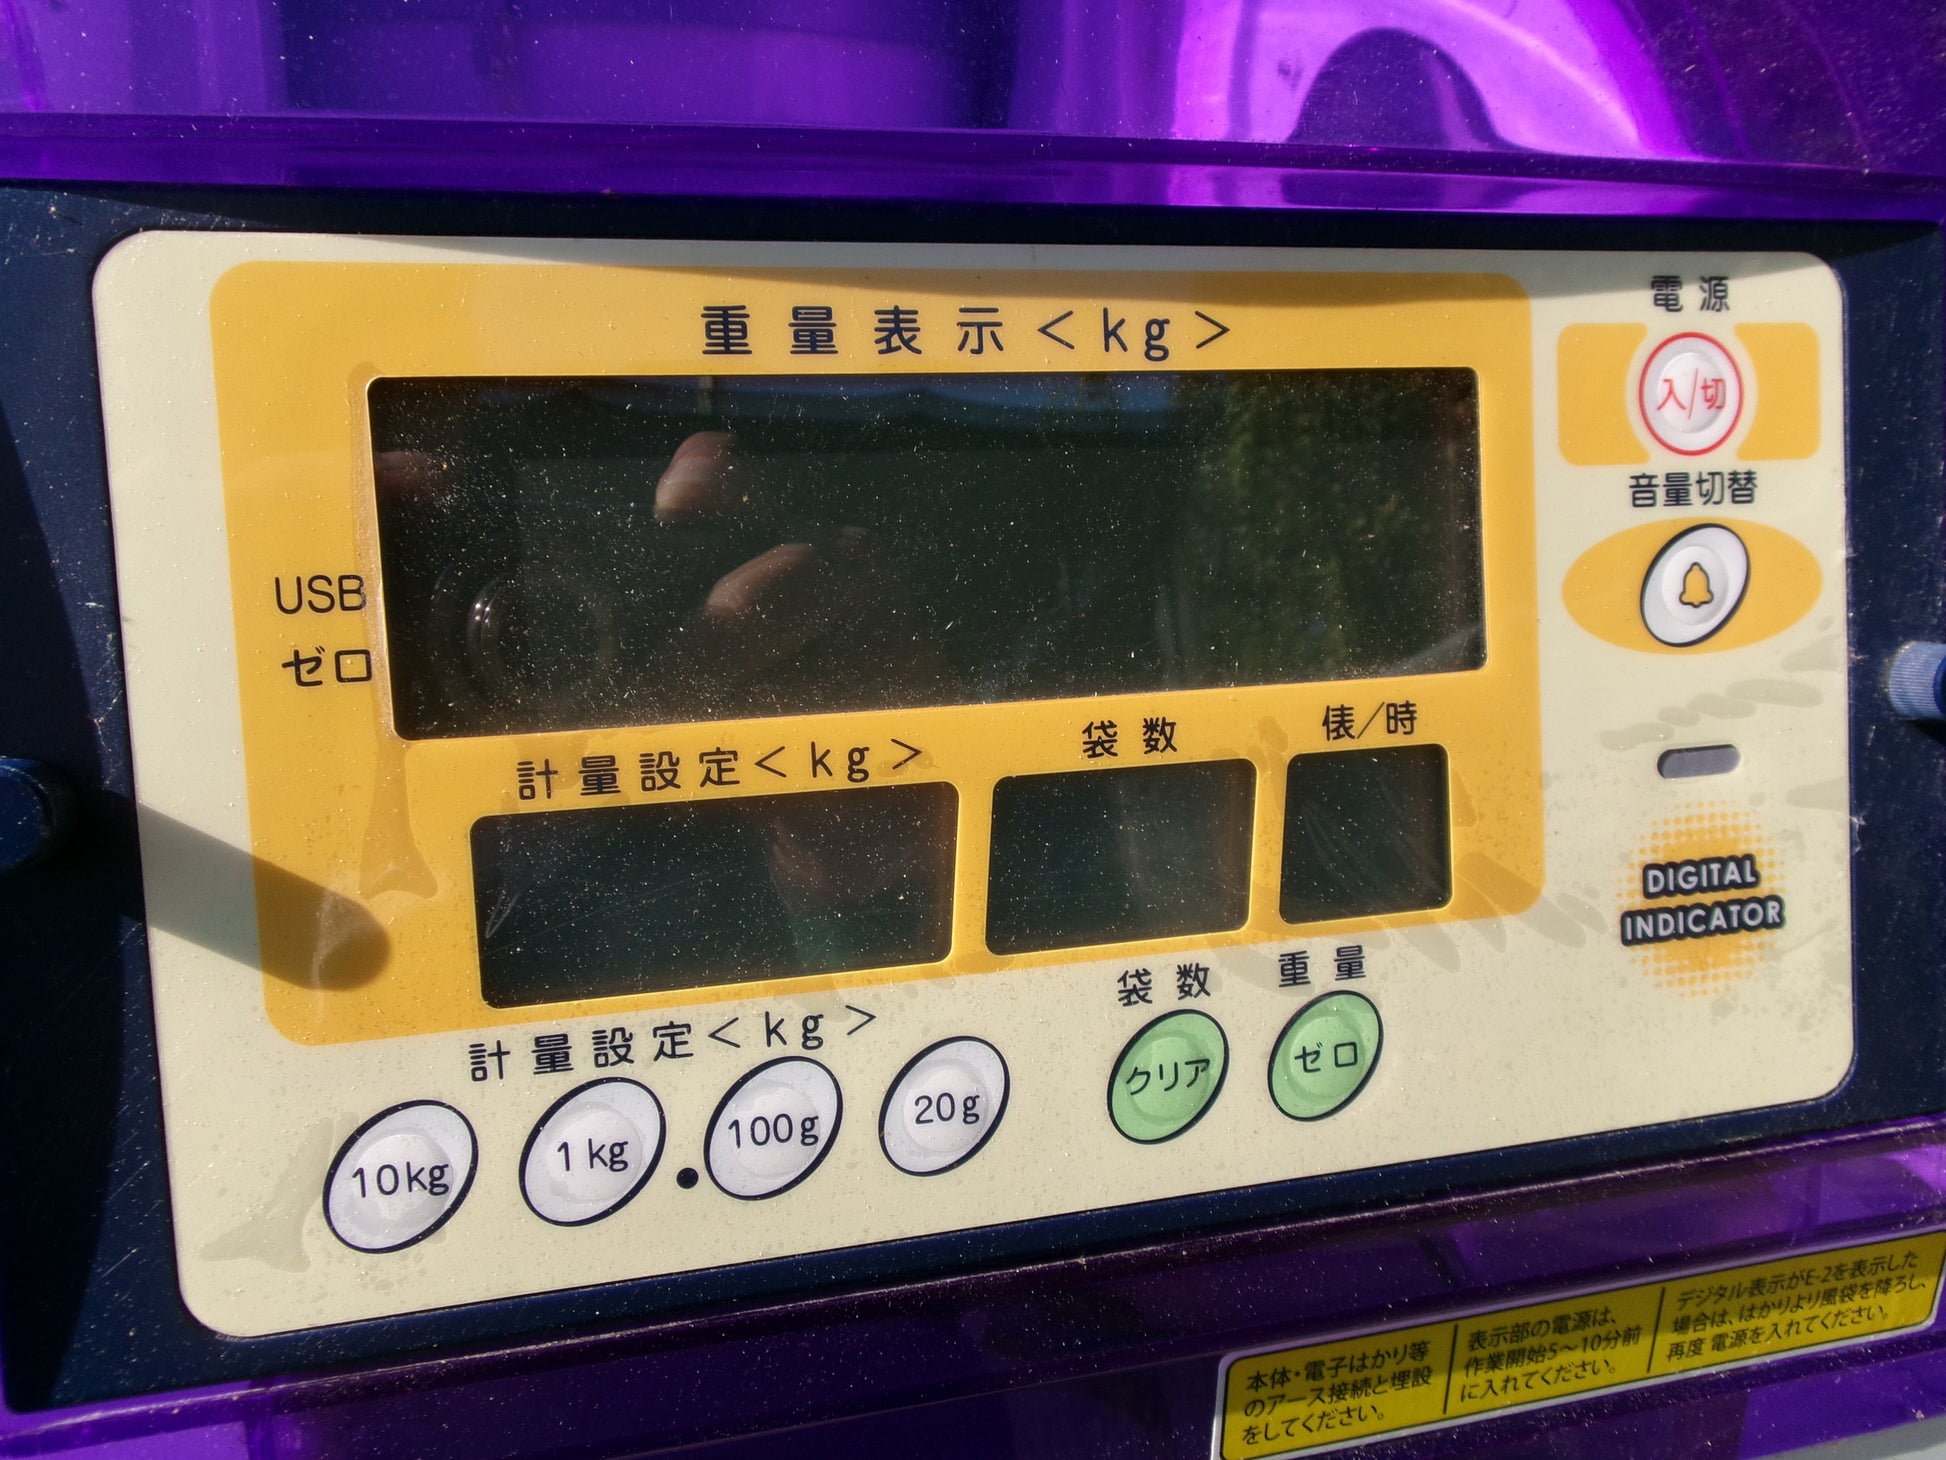 重量表示<kg>
電源
入/切
音量切替
USB
ゼロ
計量設定<kg>
袋数
俵/時
DIGITAL
INDICATOR
計量設定<kg>
袋数
重量
10kg
1kg
.
100g
20g
クリア
ゼロ
本体・電子はかり等
のアース接続と埋設
をしてください。
表示部の電源は、
作業開始5～10分前
に入れてください。
デジタル表示がE-2を表示した
場合は、はかりより風袋を降ろし、
再度 電源を入れてください。